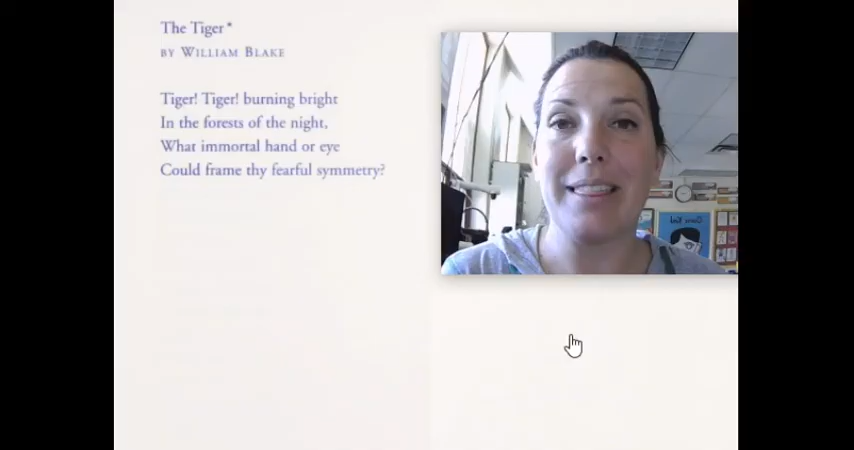 The Tiger*
BY WILLIAM BLAKE
Tiger! Tiger! burning bright
In the forests of the night,
What immortal hand or eye
Could frame thy fearful symmetry?